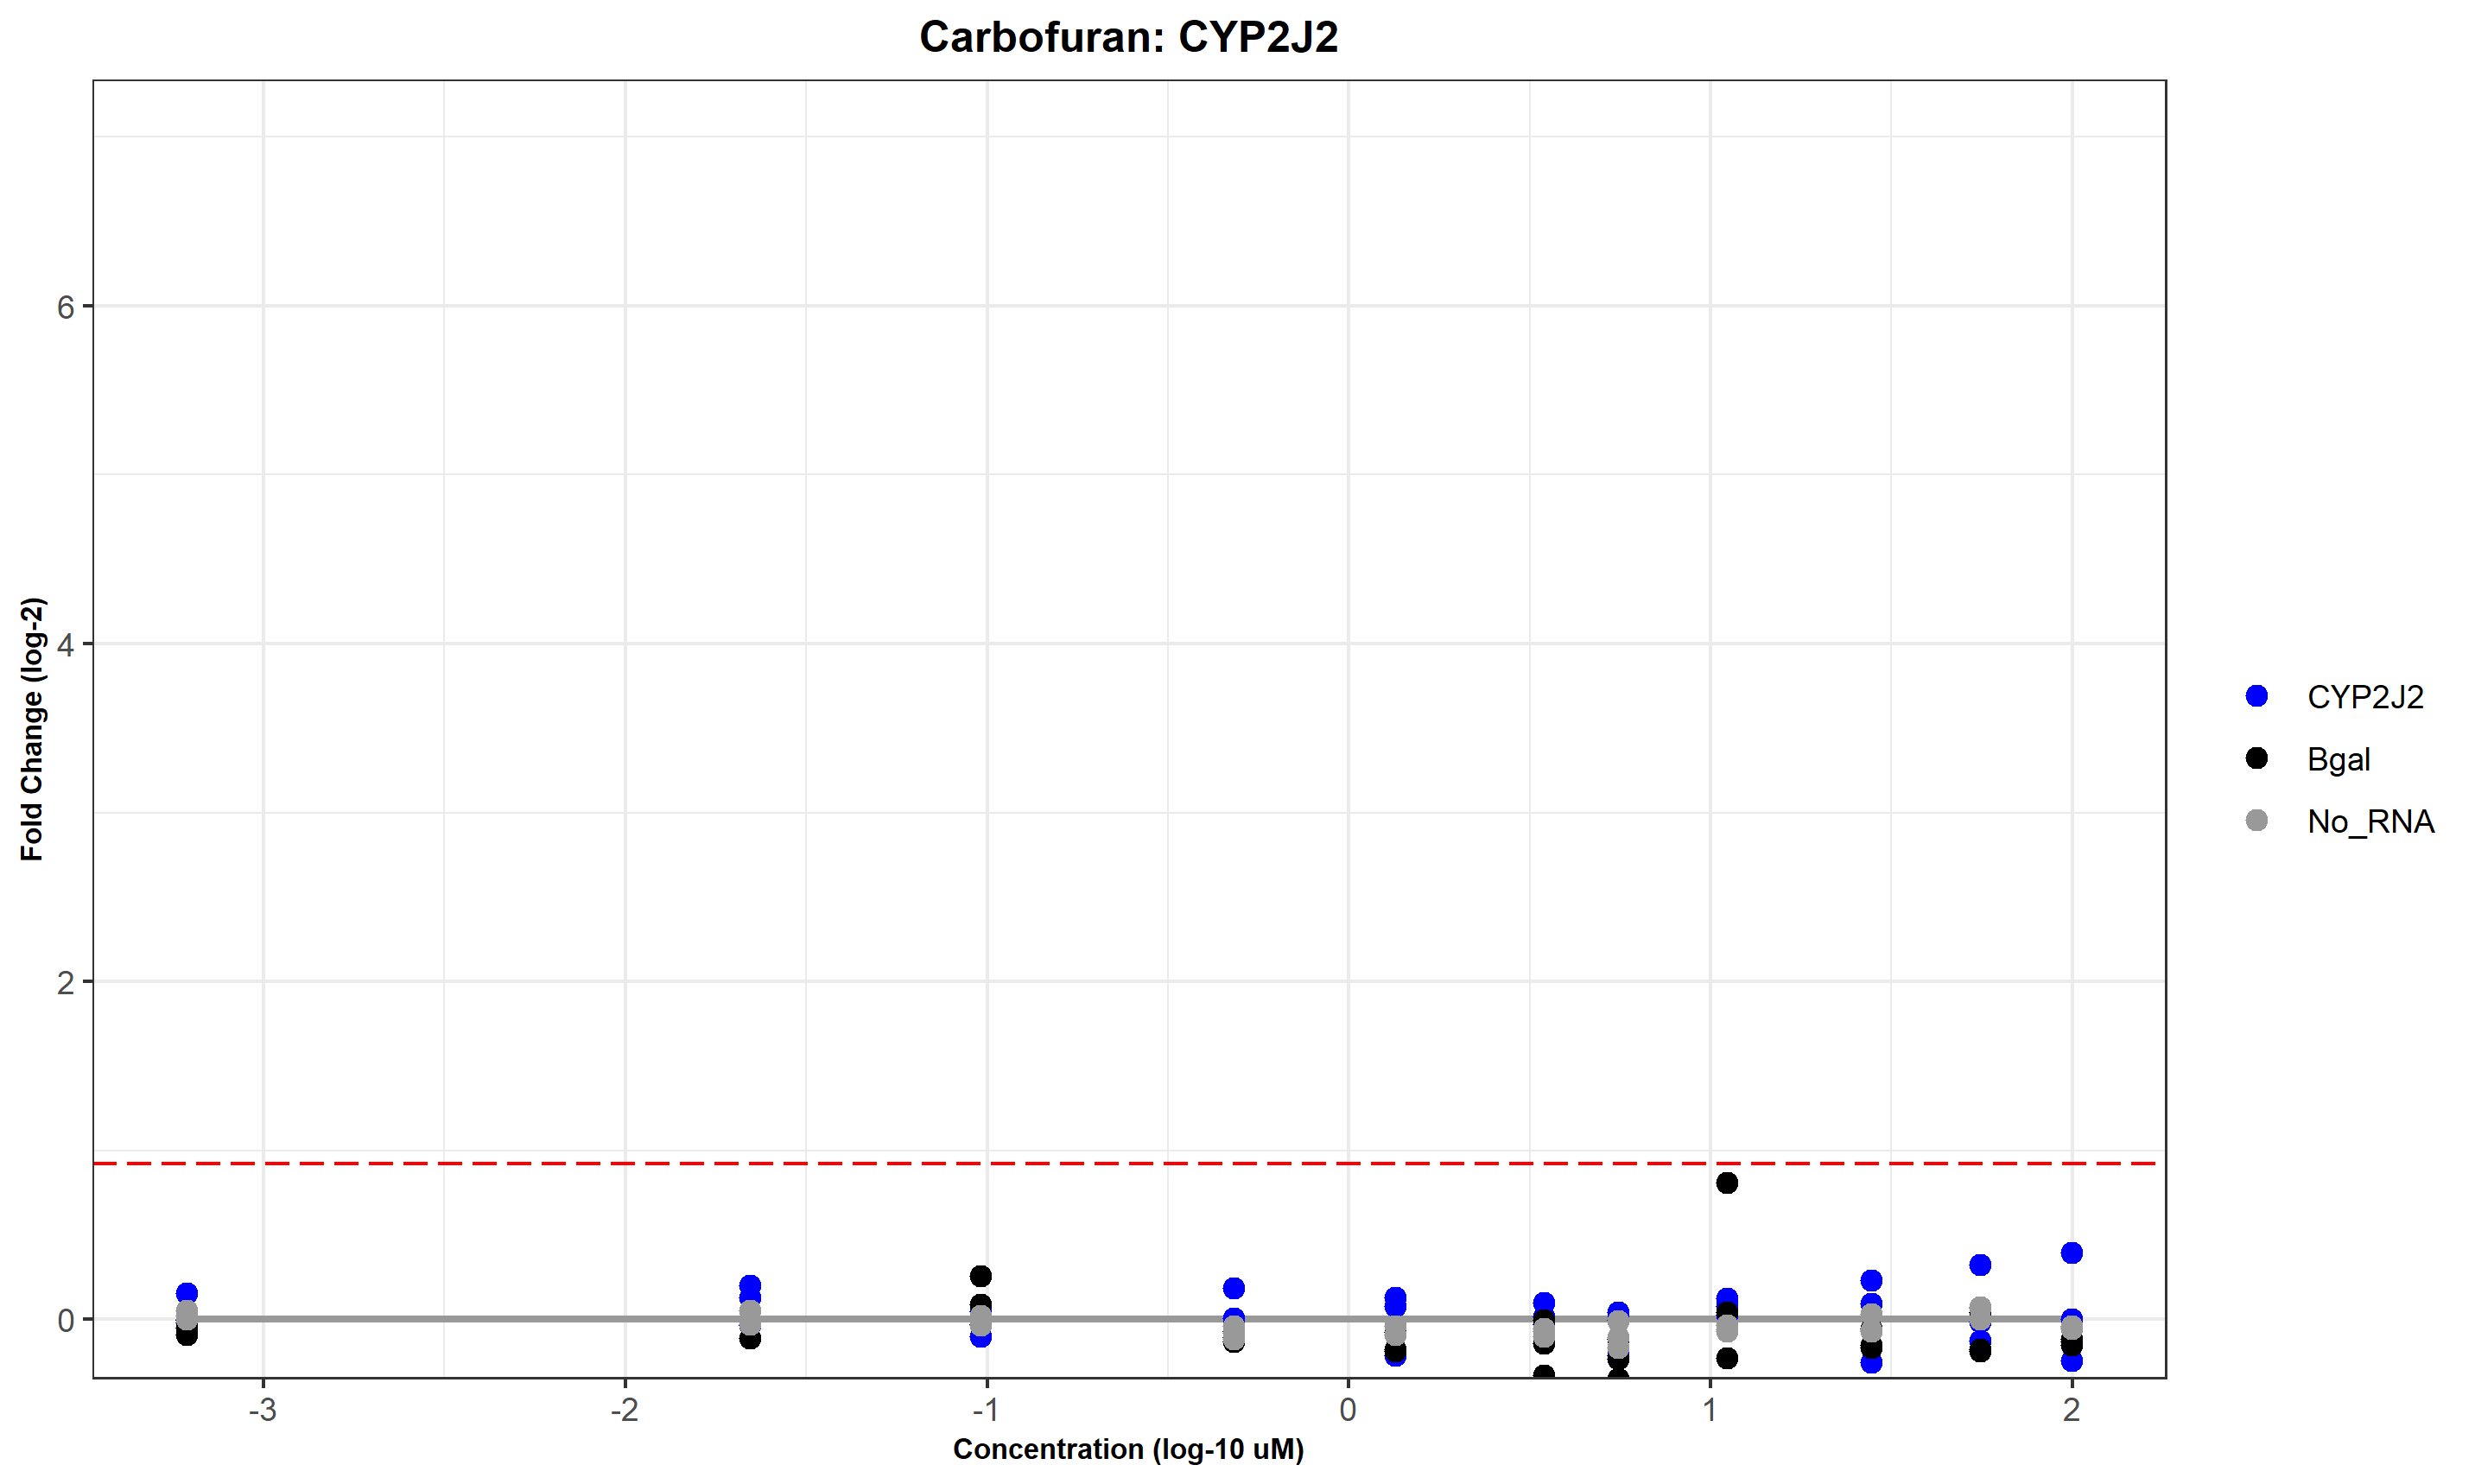 Carbofuran: CYP2J2
Fold Change (log-2)
6
4
2
0
-3
-2
-1
0
1
2
Concentration (log-10 uM)
CYP2J2
Bgal
No_RNA